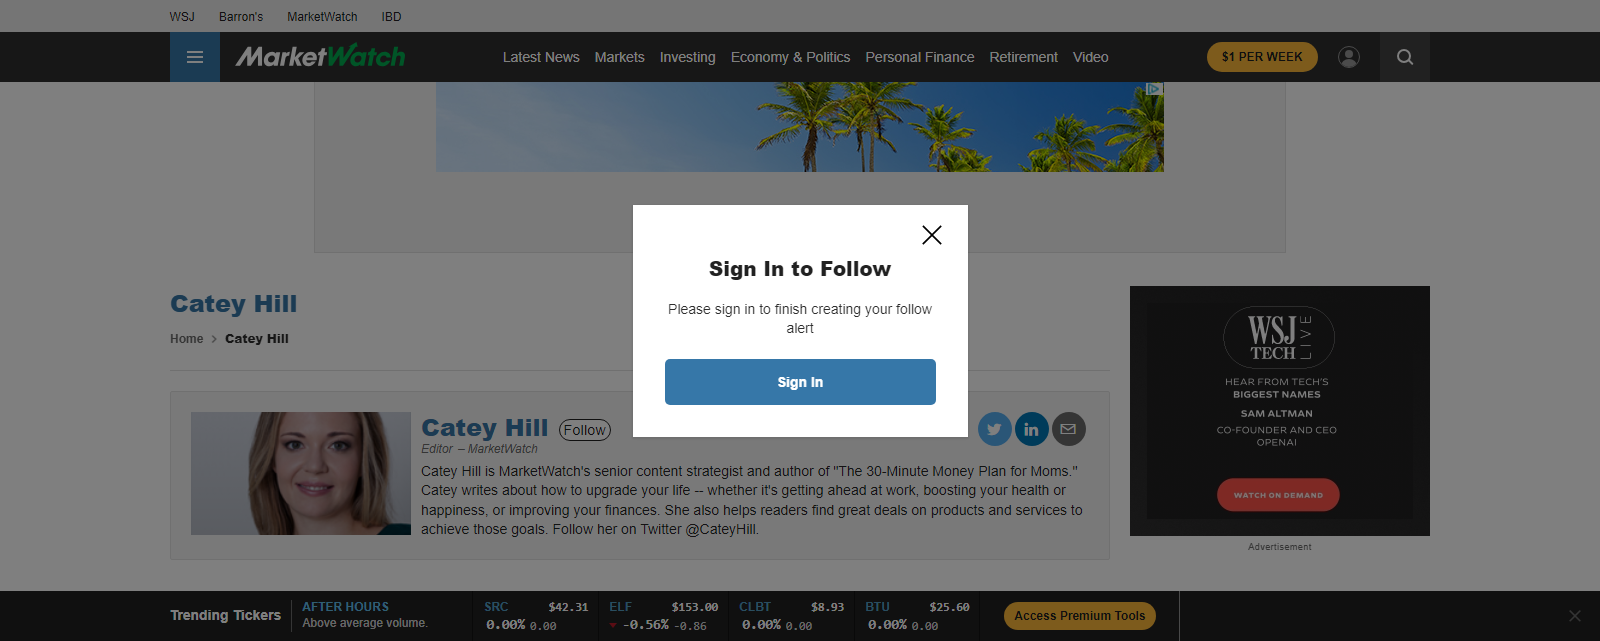 WSJ Barron's MarketWatch IBD
MarketWatch
Latest News Markets Investing Economy & Politics Personal Finance Retirement Video
$1 PER WEEK
Sign In to Follow
Please sign in to finish creating your follow
alert
Sign In
Catey Hill
Home > Catey Hill
Catey Hill Follow
Editor – MarketWatch
Catey Hill is MarketWatch's senior content strategist and author of "The 30-Minute Money Plan for Moms."
Catey writes about how to upgrade your life -- whether it's getting ahead at work, boosting your health or
happiness, or improving your finances. She also helps readers find great deals on products and services to
achieve those goals. Follow her on Twitter @CateyHill.
WSJ
TECH
LIVE
HEAR FROM TECH'S
BIGGEST NAMES
SAM ALTMAN
CO-FOUNDER AND CEO
OPENAI
WATCH ON DEMAND
Advertisement
Trending Tickers
AFTER HOURS
Above average volume.
SRC $42.31
0.00% 0.00
ELF $153.00
-0.56% -0.86
CLBT $8.93
0.00% 0.00
BTU $25.60
0.00% 0.00
Access Premium Tools